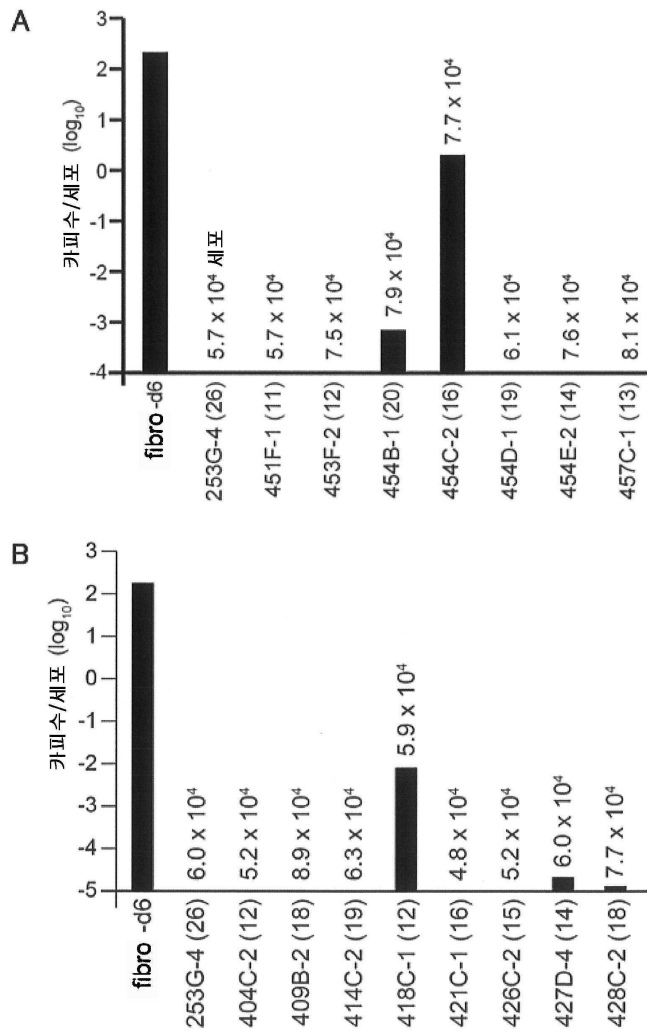 A
카피수/세포 (log₁₀)
3
2
1
0
-1
-2
-3
-4
5.7 x 10⁴ 세포
5.7 x 10⁴
7.5 x 10⁴
7.9 x 10⁴
7.7 x 10⁴
6.1 x 10⁴
7.6 x 10⁴
8.1 x 10⁴
fibro -d6
253G-4 (26)
451F-1 (11)
453F-2 (12)
454B-1 (20)
454C-2 (16)
454D-1 (19)
454E-2 (14)
457C-1 (13)
B
카피수/세포 (log₁₀)
3
2
1
0
-1
-2
-3
-4
-5
6.0 x 10⁴
5.2 x 10⁴
8.9 x 10⁴
6.3 x 10⁴
5.9 x 10⁴
4.8 x 10⁴
5.2 x 10⁴
6.0 x 10⁴
7.7 x 10⁴
fibro -d6
253G-4 (26)
404C-2 (12)
409B-2 (18)
414C-2 (19)
418C-1 (12)
421C-1 (16)
426C-2 (15)
427D-4 (14)
428C-2 (18)